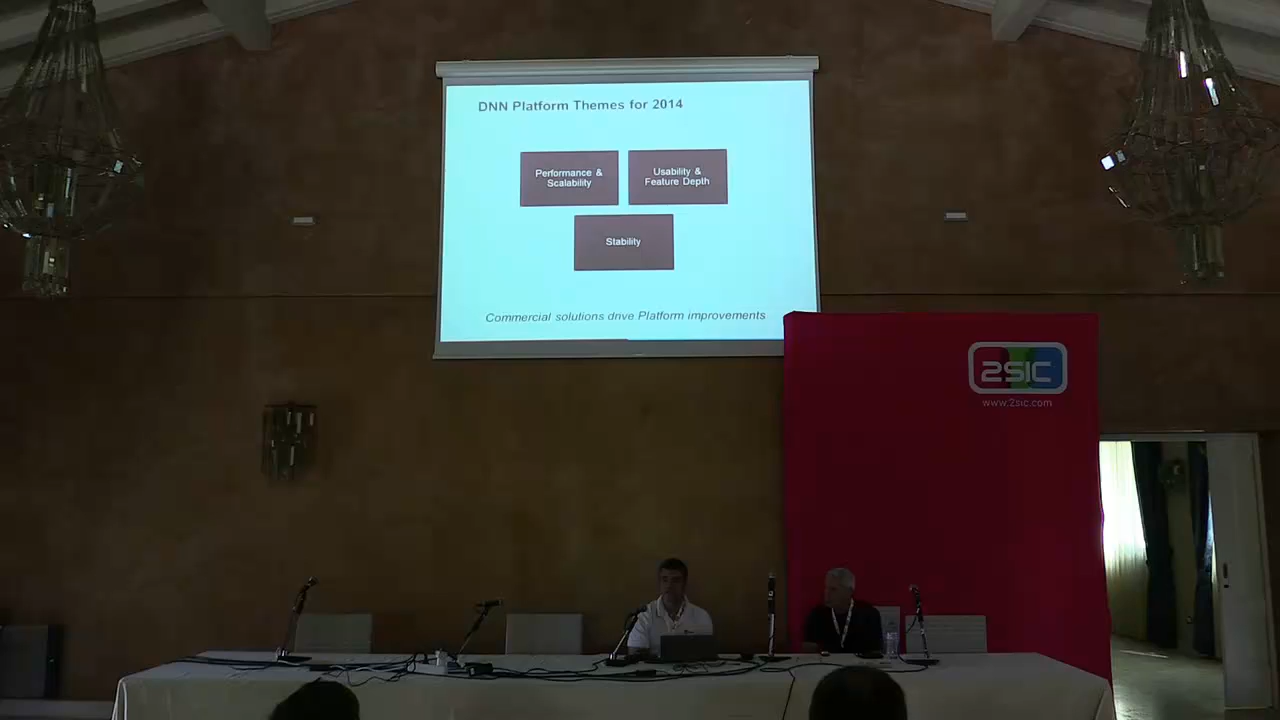 DNN Platform Themes for 2014
Performance &
Scalability
Usability &
Feature Depth
Stability
Commercial solutions drive Platform improvements
2SIC
www.2sic.com